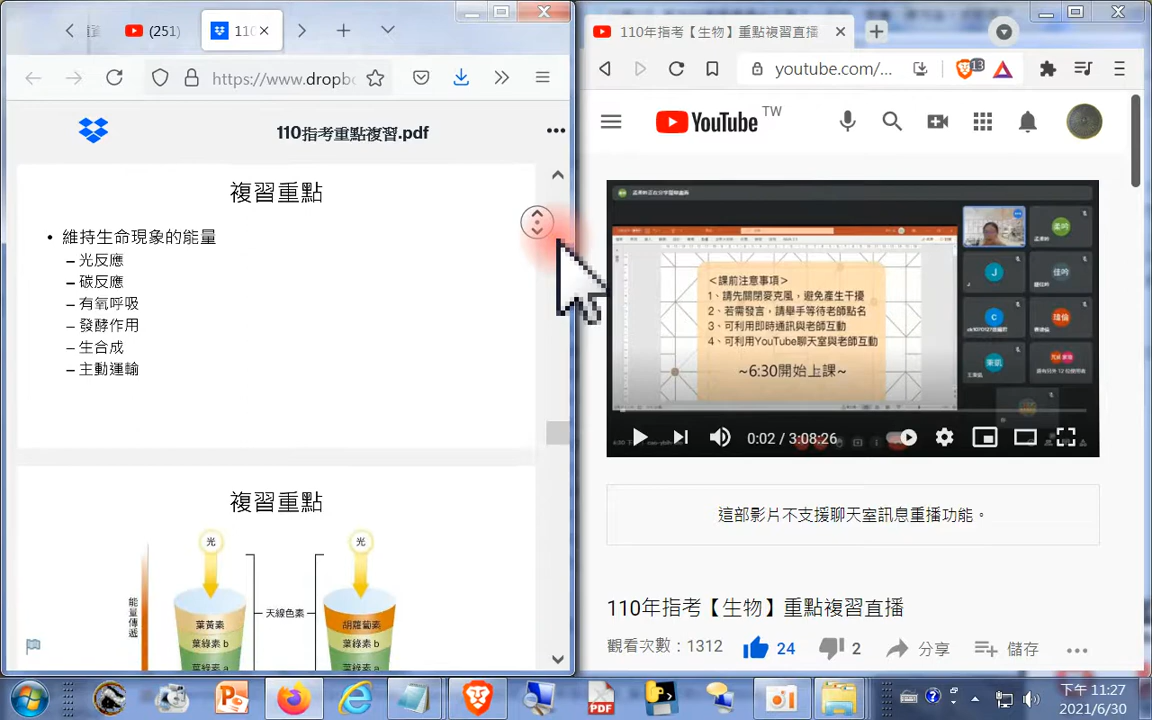 (251)
110
https://www.dropbo
110指考重點複習.pdf
複習重點
• 維持生命現象的能量
– 光反應
– 碳反應
– 有氧呼吸
– 發酵作用
– 生合成
– 主動運輸
複習重點
光
光
能量傳遞
葉黃素
天線色素
胡蘿蔔素
葉綠素 b
葉綠素 b
葉綠素 a
葉綠素 a
110年指考【生物】重點複習直播
youtube.com/...
13
YouTube TW
<課前注意事項>
1、請先關閉麥克風，避免產生干擾
2、若需發言，請舉手等待老師點名
3、可利用即時通訊與老師互動
4、可利用YouTube聊天室與老師互動
~6:30開始上課~
0:02 / 3:08:26
這部影片不支援聊天室訊息重播功能。
110年指考【生物】重點複習直播
觀看次數：1312
24
2
分享
儲存
PDF
下午 11:27
2021/6/30